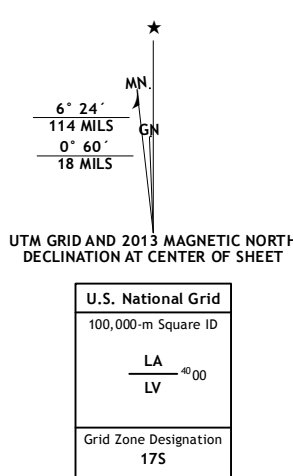 ★
MN.
6° 24´
114 MILS
GN
0° 60´
18 MILS
UTM GRID AND 2013 MAGNETIC NORTH
DECLINATION AT CENTER OF SHEET
U.S. National Grid
100,000-m Square ID
LA
4000
LV
Grid Zone Designation
17S